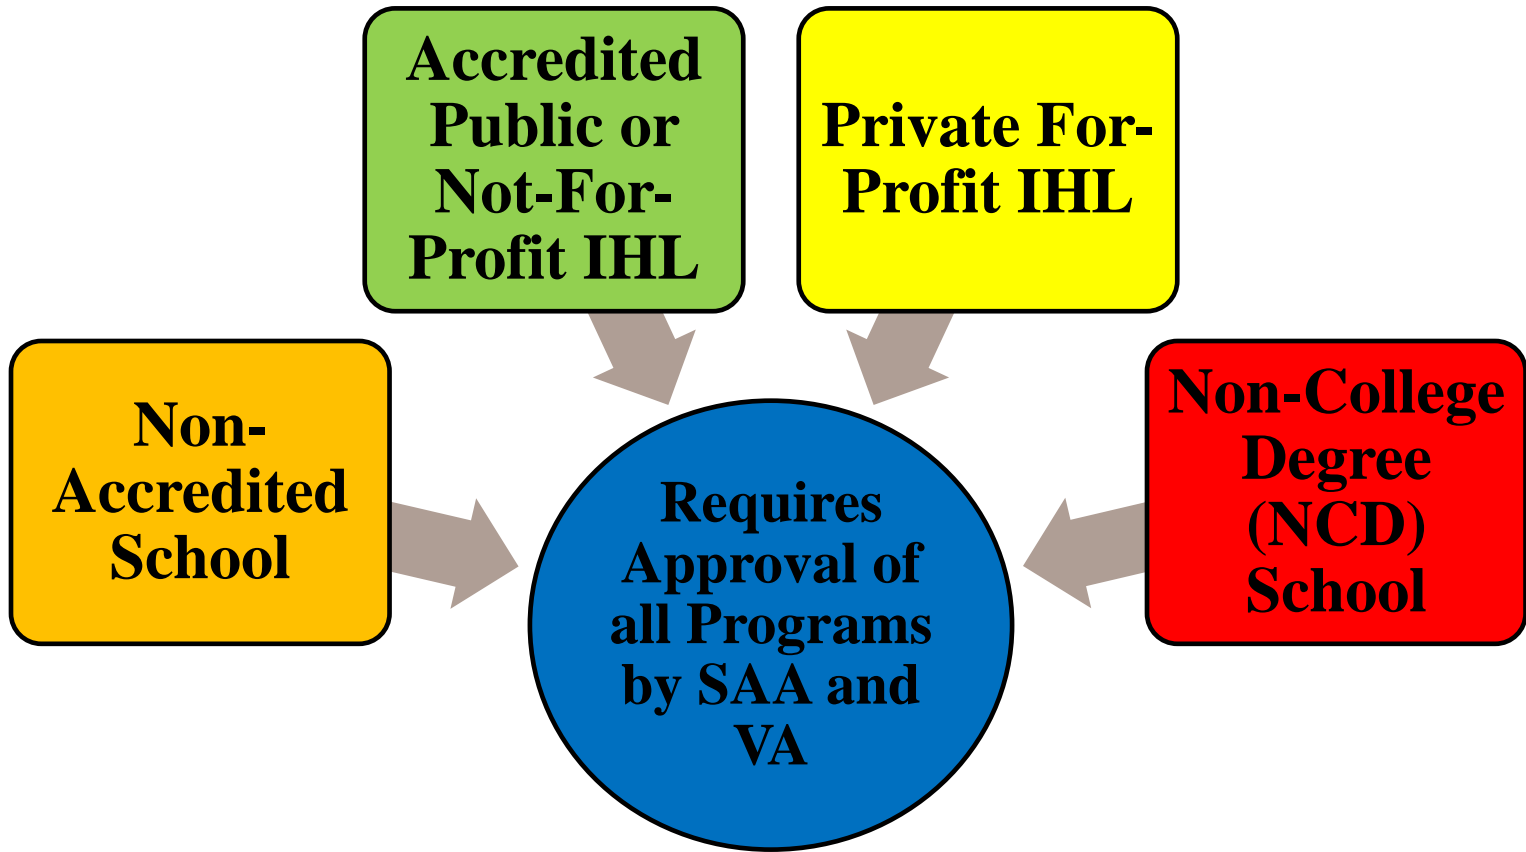 Accredited
Public or
Not-For-
Profit IHL
Private For-
Profit IHL
Non-
Accredited
School
Non-College
Degree
(NCD)
School
Requires
Approval of
all Programs
by SAA and
VA